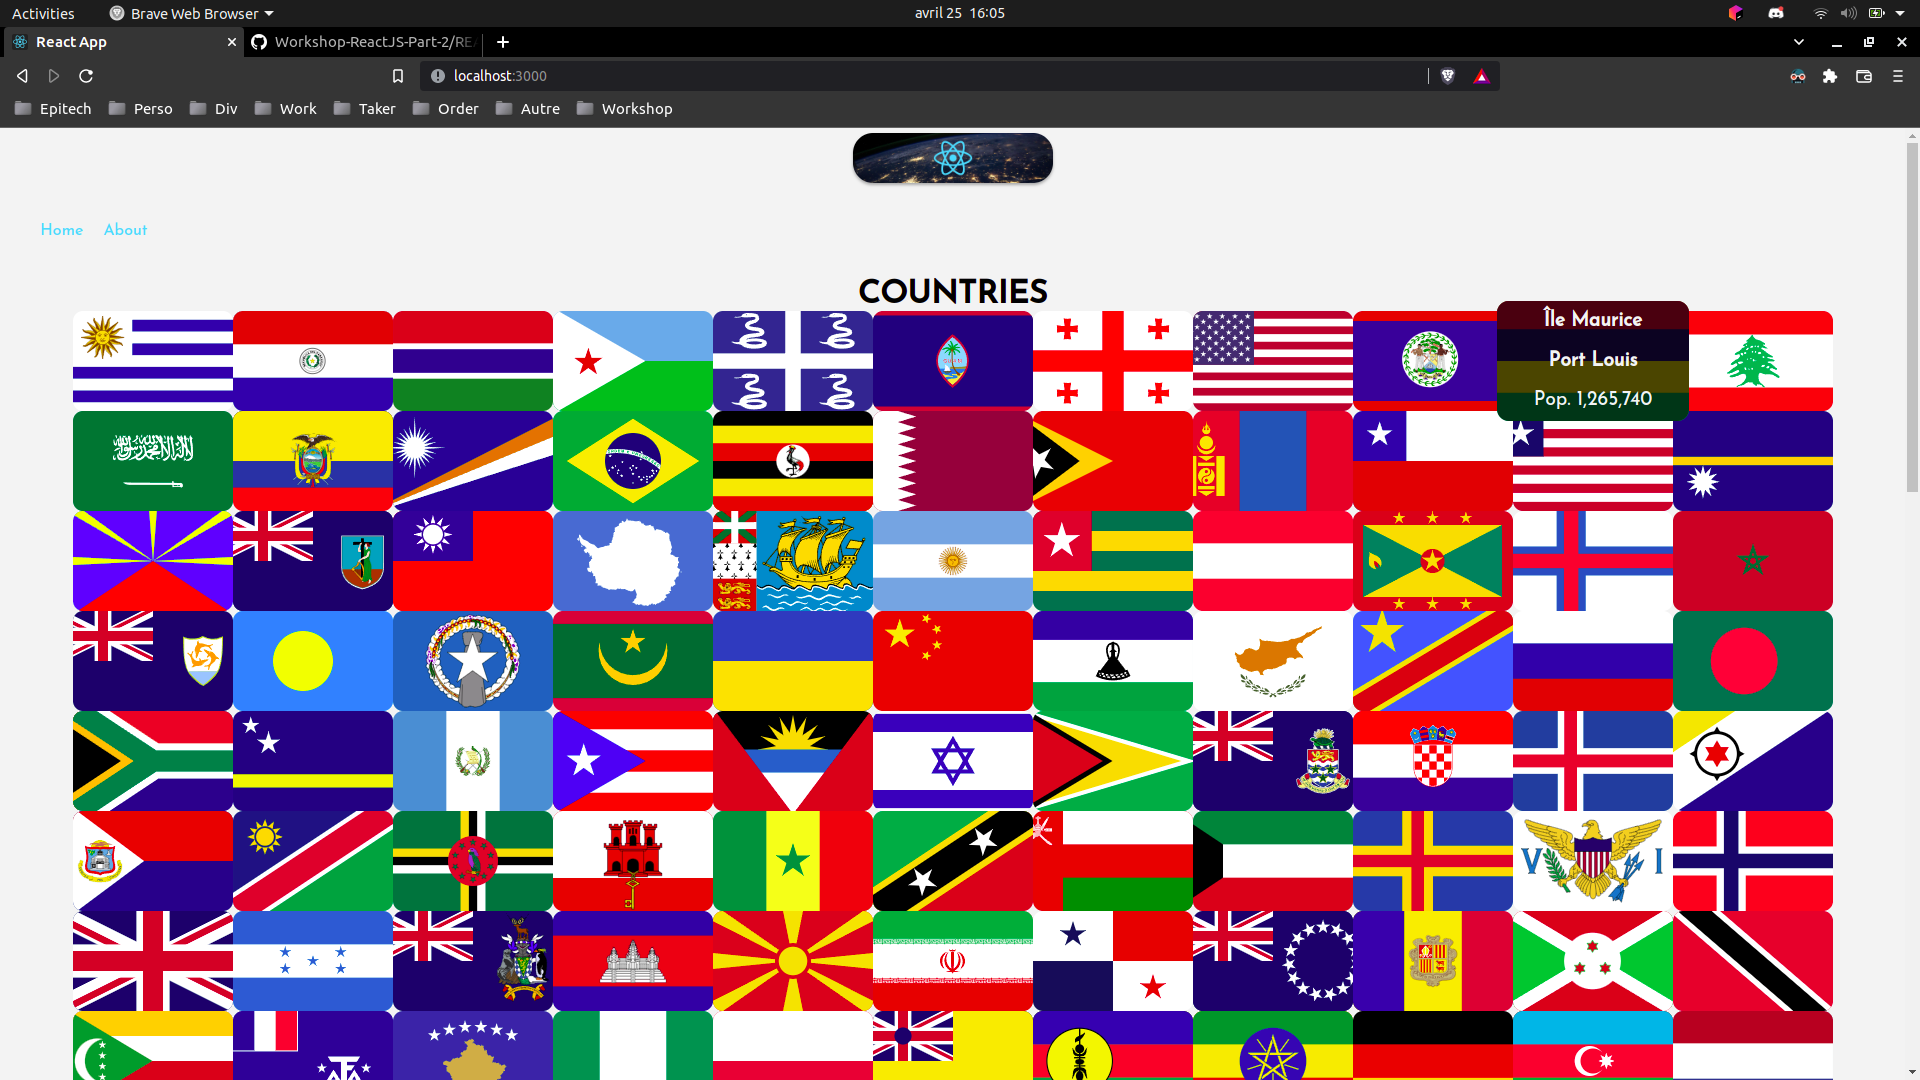 Activities
Brave Web Browser
avril 25 16:05
React App
Workshop-ReactJS-Part-2/REA
localhost:3000
Epitech
Perso
Div
Work
Taker
Order
Autre
Workshop
Home
About
COUNTRIES
Île Maurice
Port Louis
Pop. 1,265,740
V I